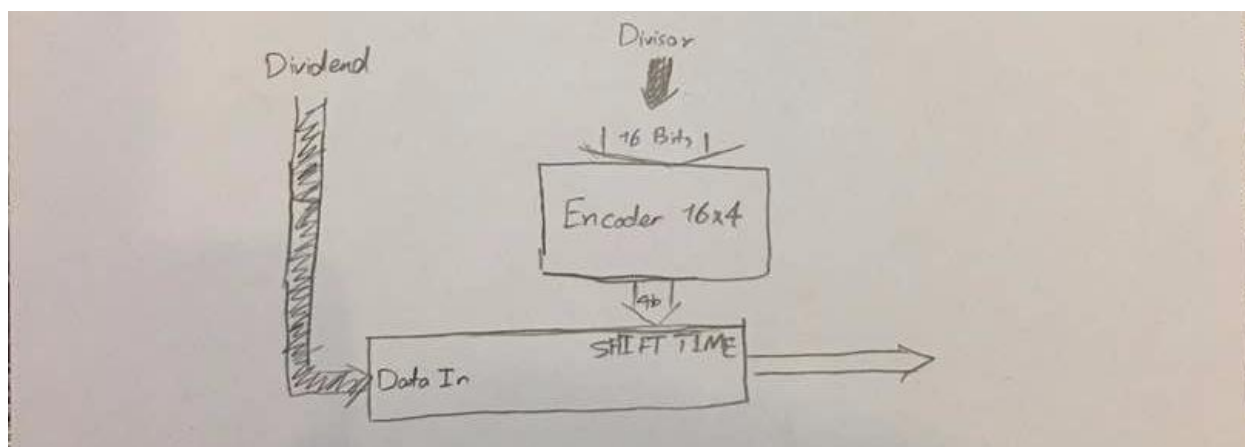 Dividend
Divisor
16 Bits
Encoder 16x4
4b
SHIFT TIME
Data In